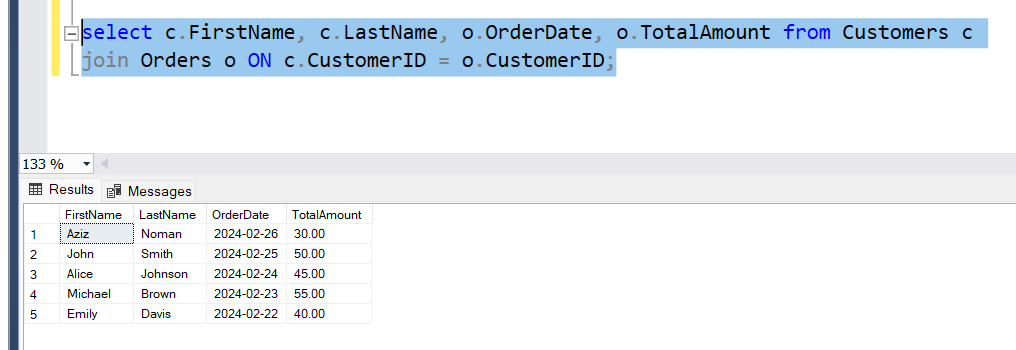 select c.FirstName, c.LastName, o.OrderDate, o.TotalAmount from Customers c
join Orders o ON c.CustomerID = o.CustomerID;
133 %
Results Messages
FirstName LastName OrderDate TotalAmount
1 Aziz Noman 2024-02-26 30.00
2 John Smith 2024-02-25 50.00
3 Alice Johnson 2024-02-24 45.00
4 Michael Brown 2024-02-23 55.00
5 Emily Davis 2024-02-22 40.00